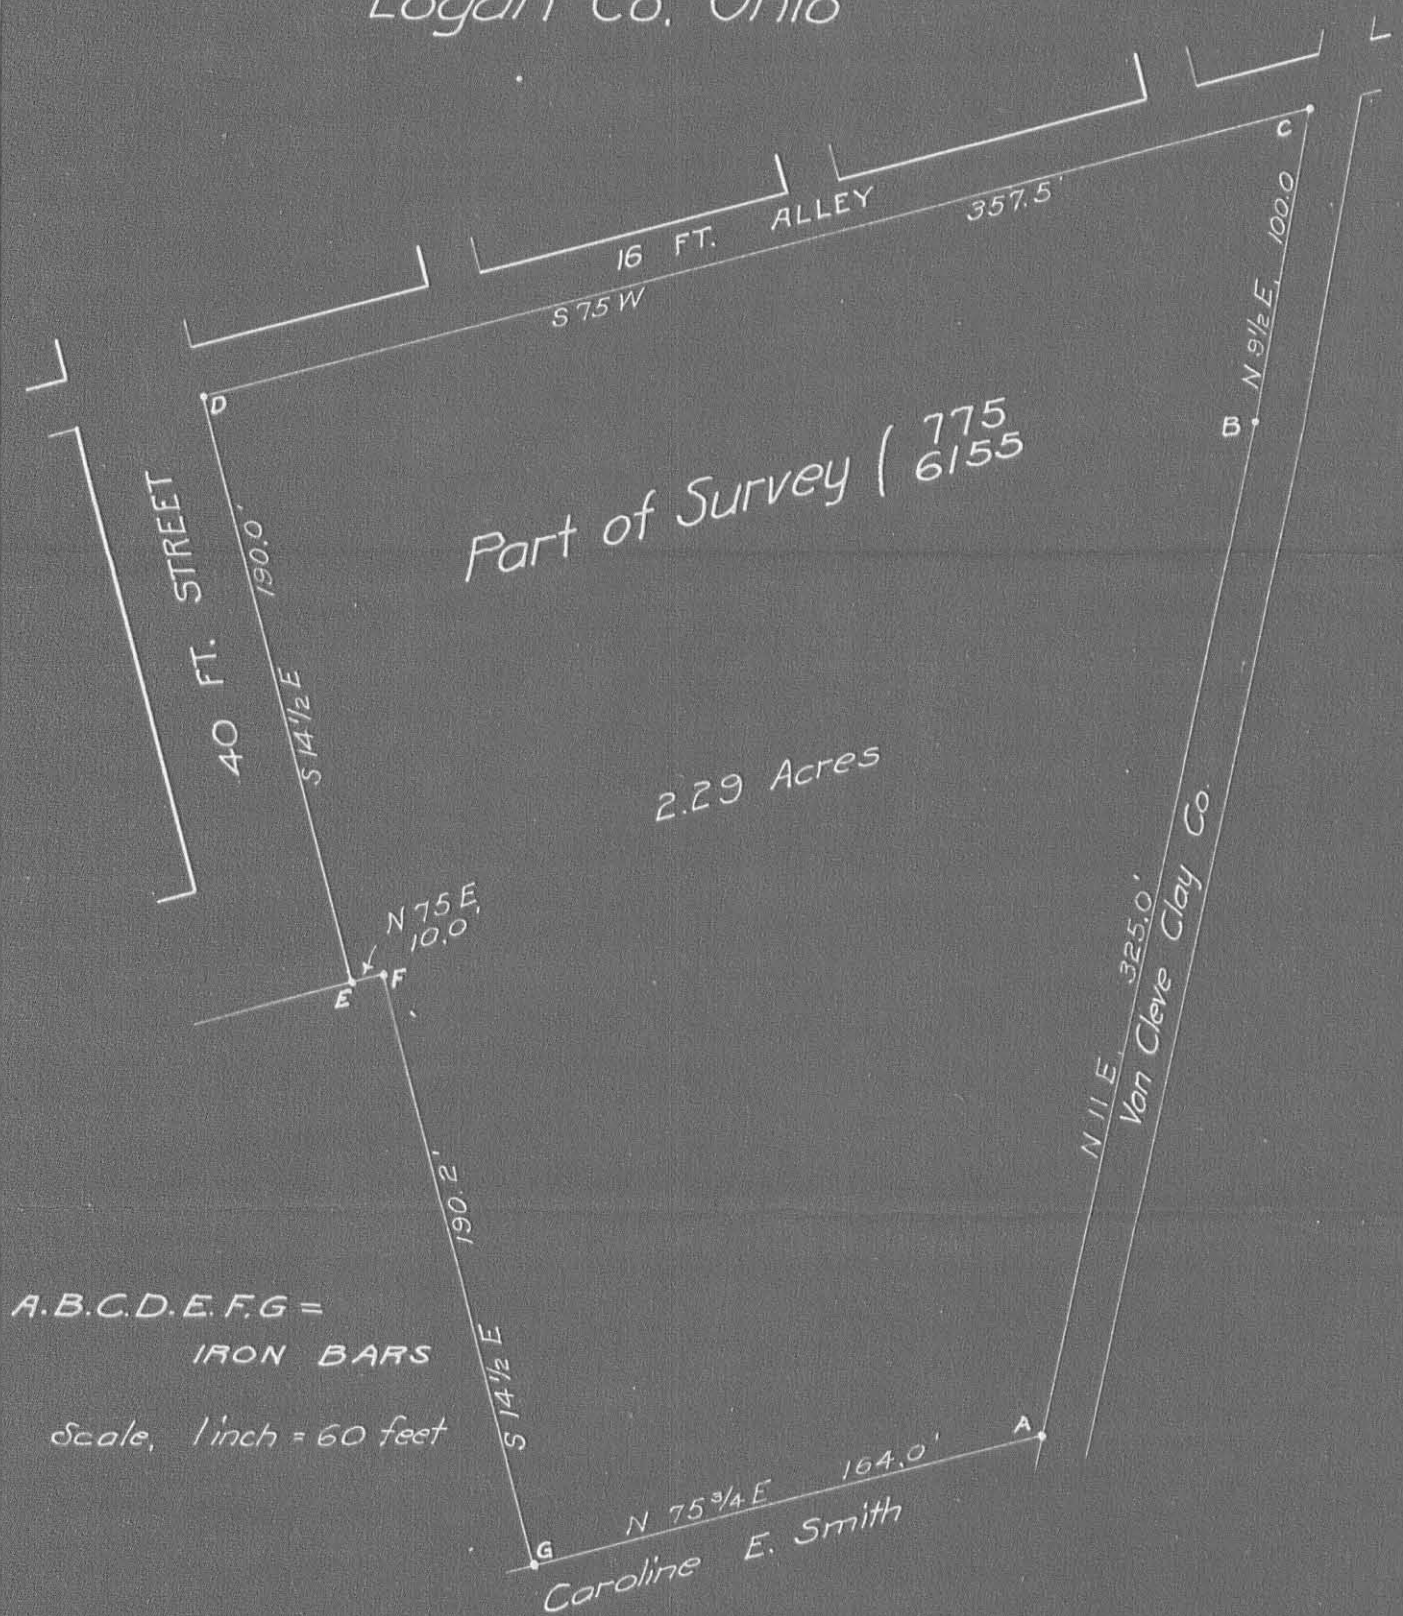 Logan Co. Ohio
C
16 FT. ALLEY
357.5'
S 75 W
N 9½ E, 100.0
D
B
Part of Survey ( 775
6155
40 FT. STREET
190.0'
S 14½ E
2.29 Acres
N 75 E,
10.0'
E
F
N 11 E, 325.0'
Van Cleve Clay Co.
190.2'
S 14½ E
A.B.C.D.E.F.G =
IRON BARS
Scale, 1 inch = 60 feet
A
N 75¾ E 164.0'
G
Caroline E. Smith